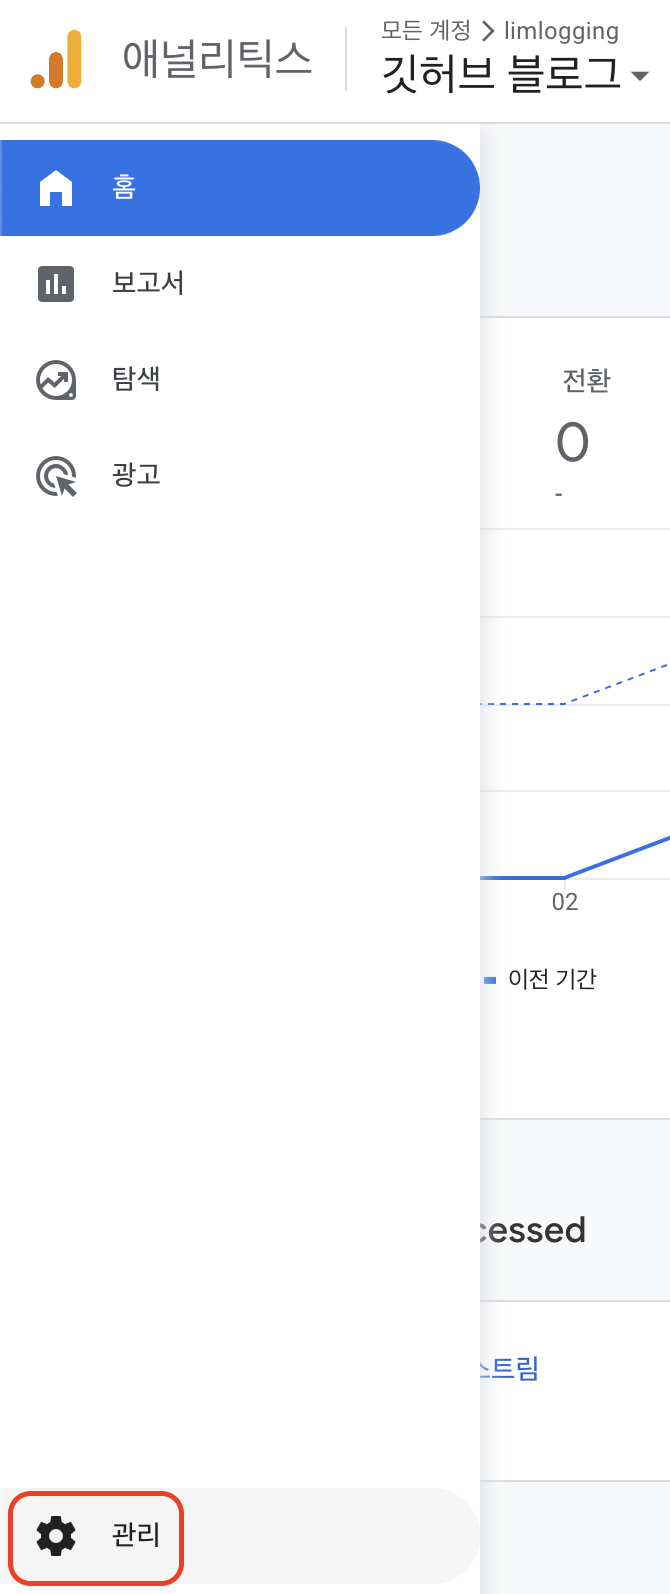 애널리틱스
모든 계정 > limlogging
깃허브 블로그
홈
보고서
탐색
광고
전환
0
-
02
이전 기간
cessed
스트림
관리